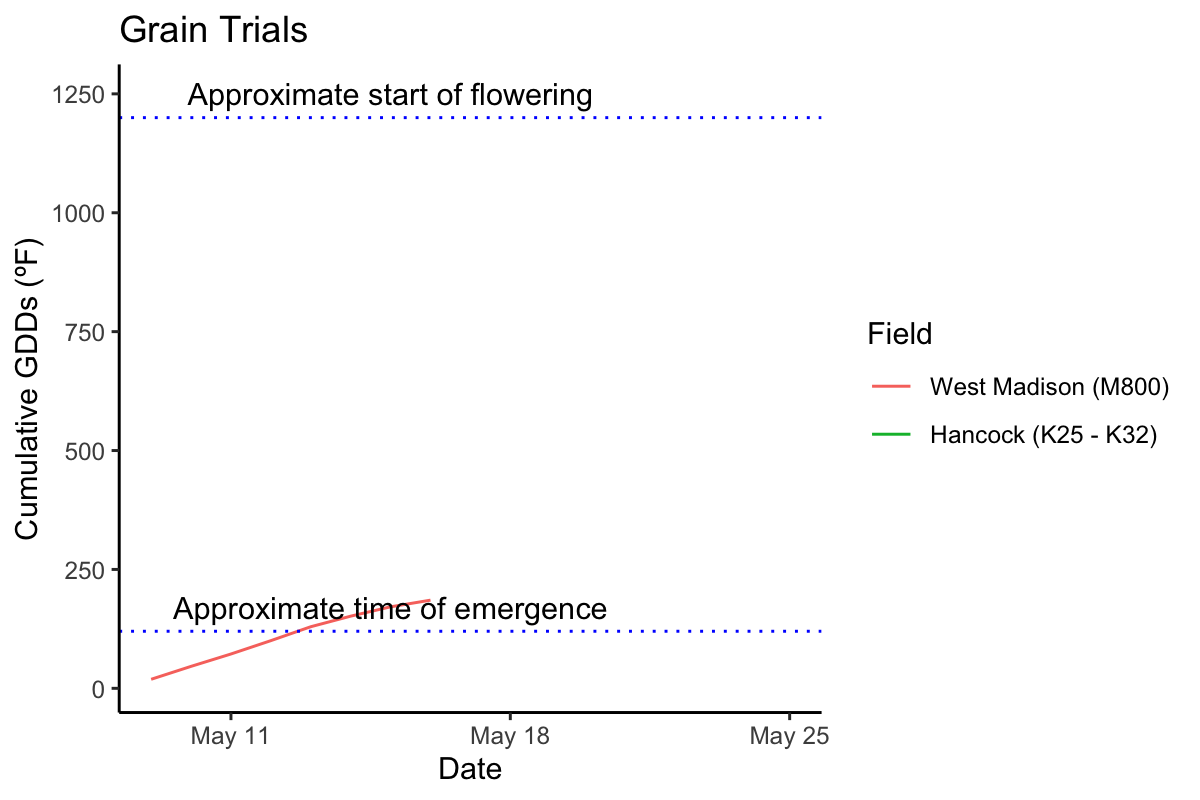 Grain Trials
Approximate start of flowering
1250
1000
750
500
250
0
Cumulative GDDs (ºF)
Approximate time of emergence
May 11
May 18
May 25
Date
Field
West Madison (M800)
Hancock (K25 - K32)